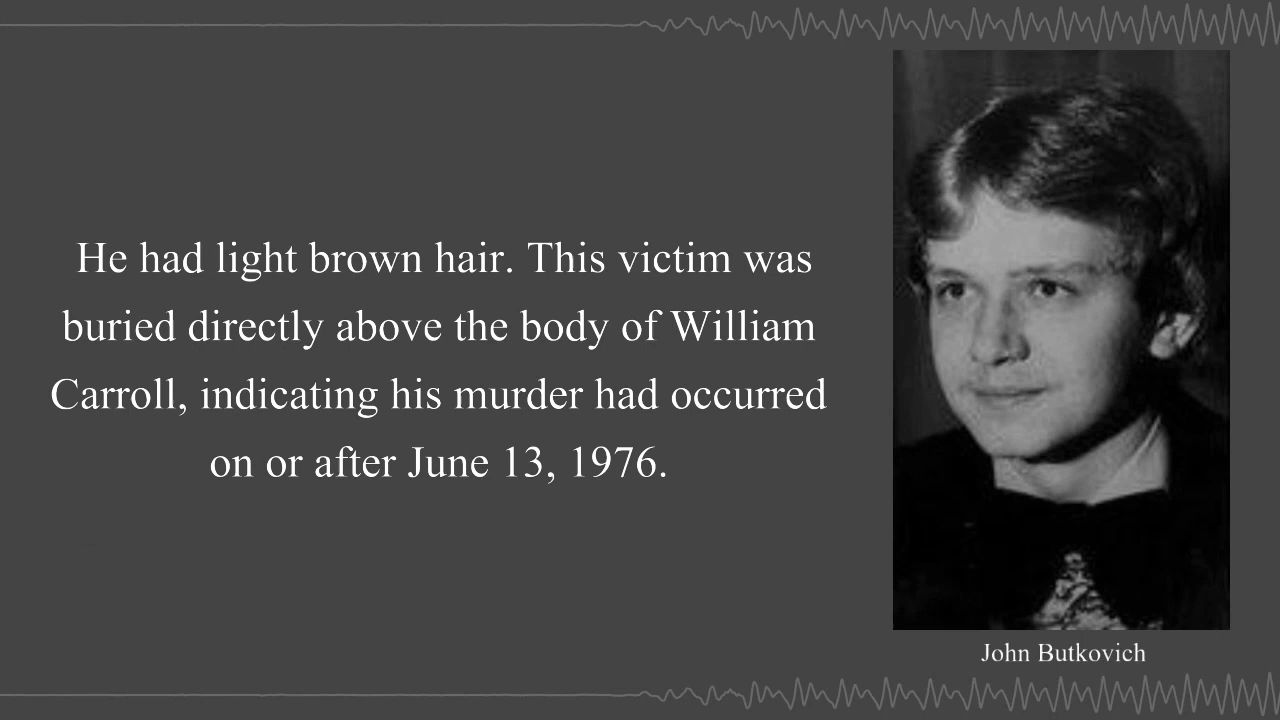 He had light brown hair. This victim was
buried directly above the body of William
Carroll, indicating his murder had occurred
on or after June 13, 1976.
John Butkovich